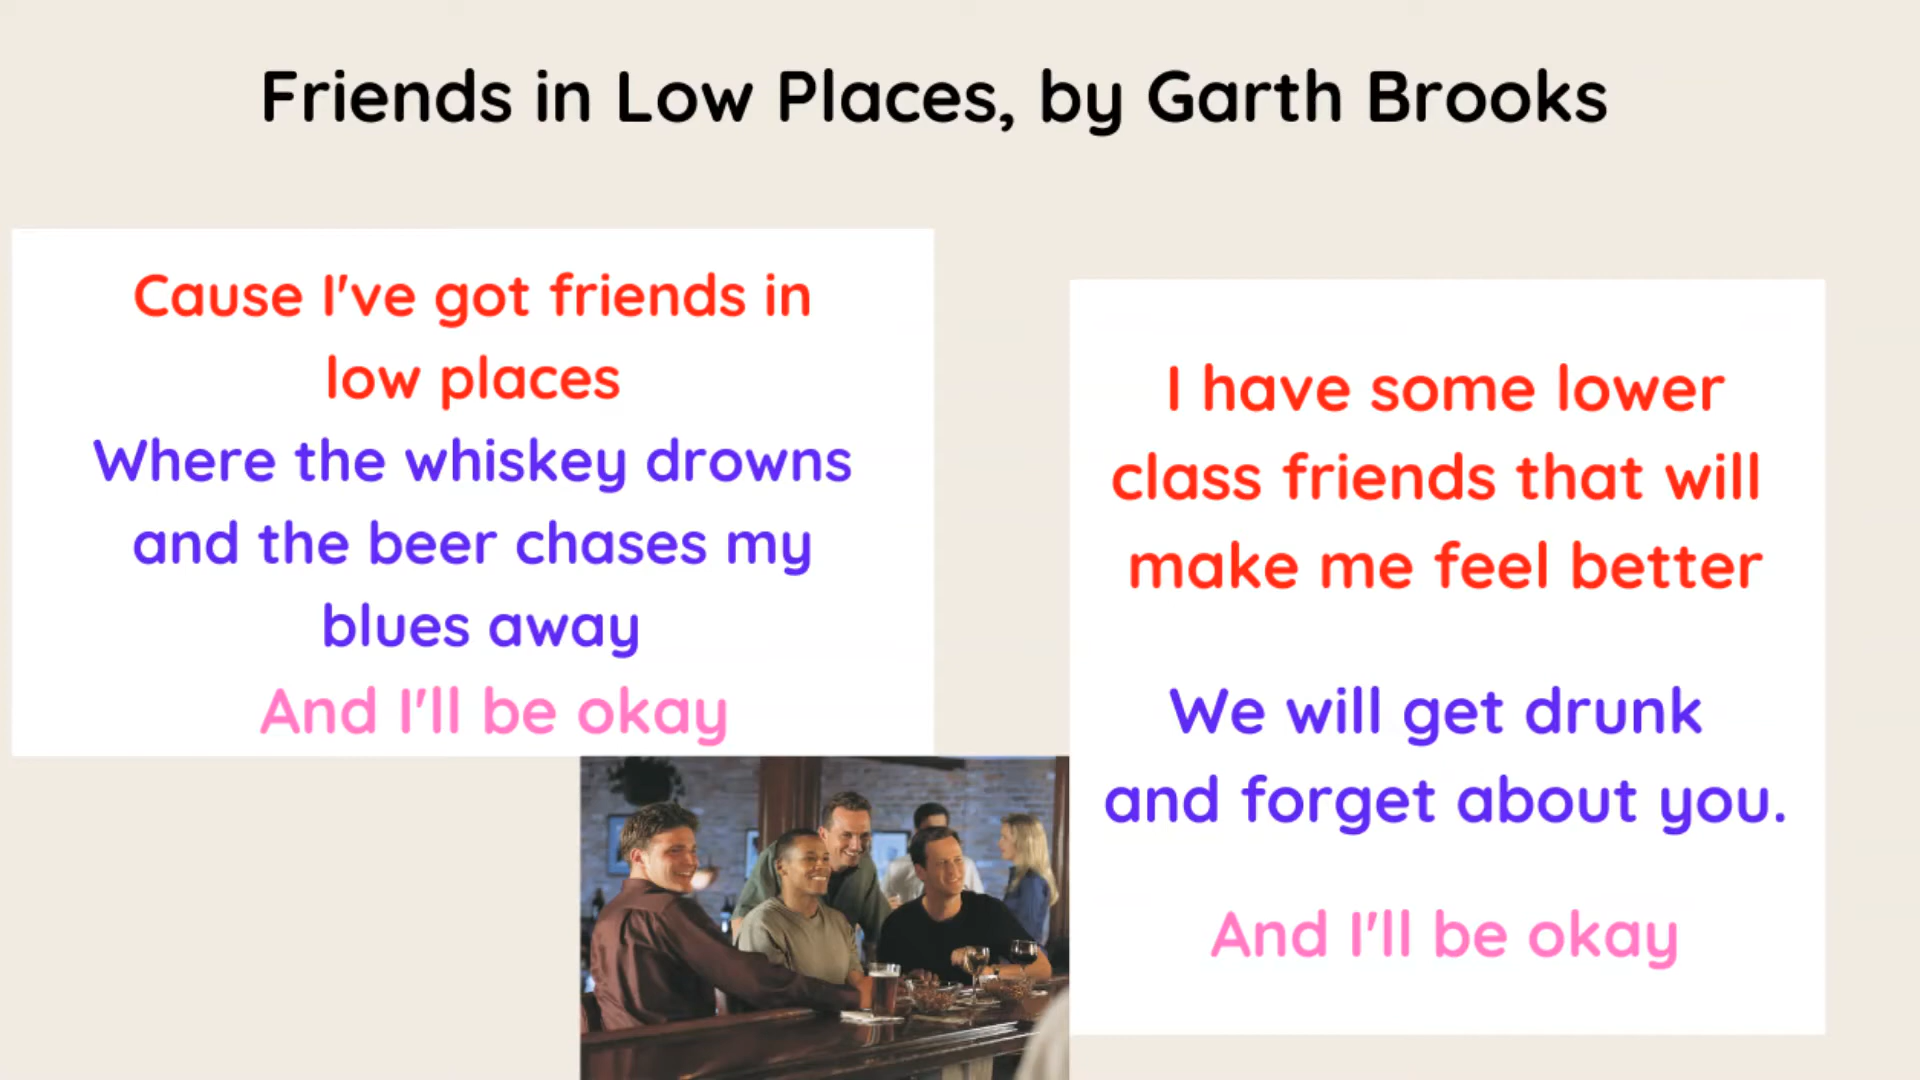 Friends in Low Places, by Garth Brooks
Cause I've got friends in
low places
Where the whiskey drowns
and the beer chases my
blues away
And I'll be okay
I have some lower
class friends that will
make me feel better
We will get drunk
and forget about you.
And I'll be okay